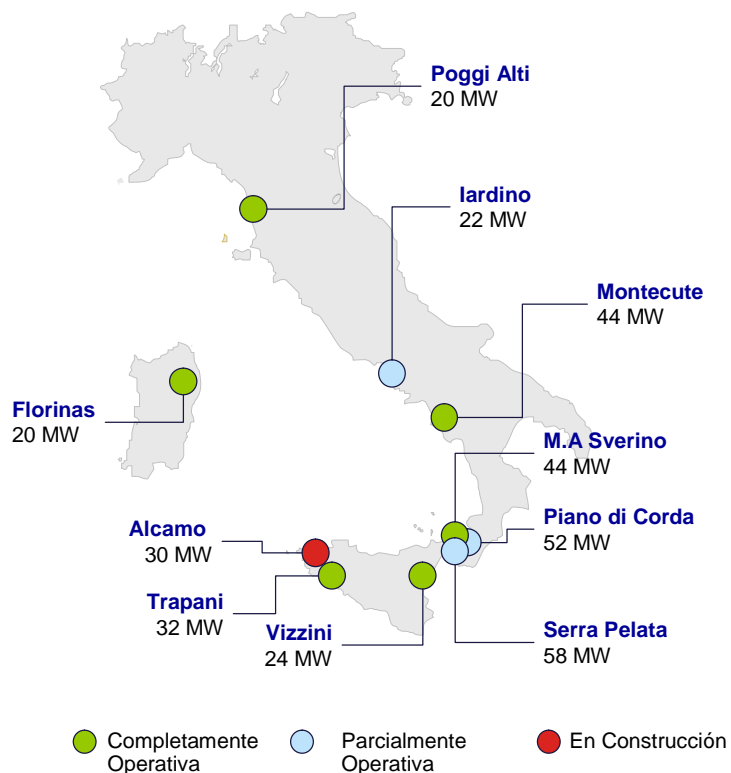 Poggi Alti
20 MW
Iardino
22 MW
Montecute
44 MW
Florinas
20 MW
M.A Sverino
44 MW
Piano di Corda
52 MW
Alcamo
30 MW
Trapani
32 MW
Vizzini
24 MW
Serra Pelata
58 MW
Completamente
Operativa
Parcialmente
Operativa
En Construcción